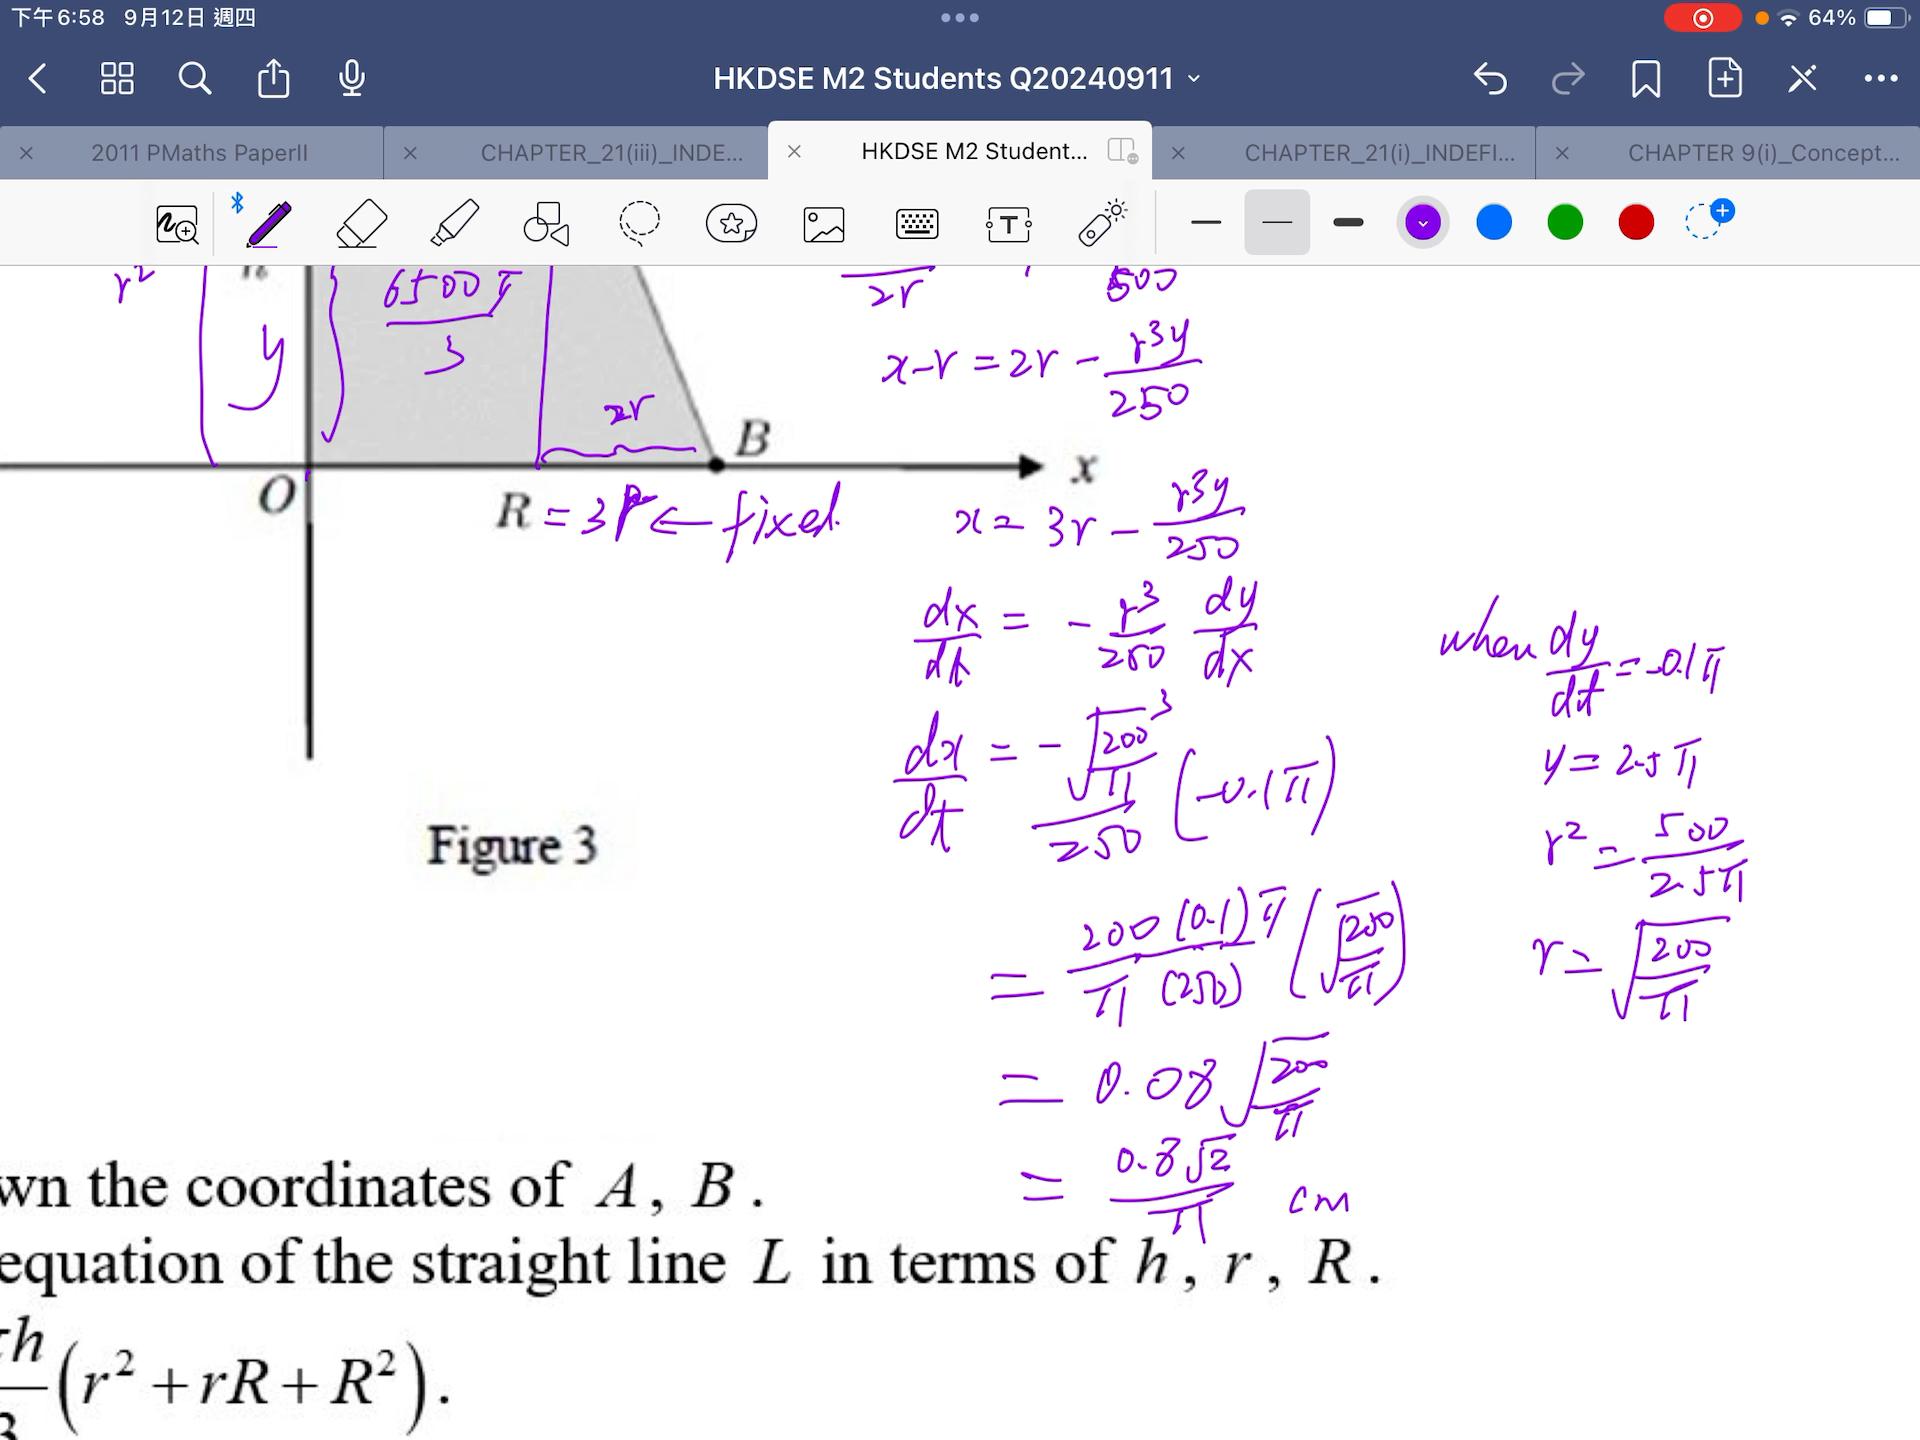 下午6:58 9月12日 週四
64%
HKDSE M2 Students Q20240911
2011 PMaths PaperII
CHAPTER_21(iii)_INDE...
HKDSE M2 Student...
CHAPTER_21(i)_INDEFI...
CHAPTER 9(i)_Concept...
r²
h
y
6500π/3
2r
B
x
O
R = 3r ← fixed
2r
500
x-r = 2r - r³y/250
x = 3r - r³y/250
dx/dt = - r³/250 dy/dx
dx/dt = - √(200/π)³/250 (-0.1π)
= 200(0.1)π/π(250) (√(200/π))
= 0.08 √(200/π)
= 0.8√2/π cm
when dy/dt = -0.1π
y = 2.5π
r² = 500/2.5π
r = √(200/π)
Figure 3
wn the coordinates of A, B.
equation of the straight line L in terms of h, r, R.
h/3 (r² + rR + R²).